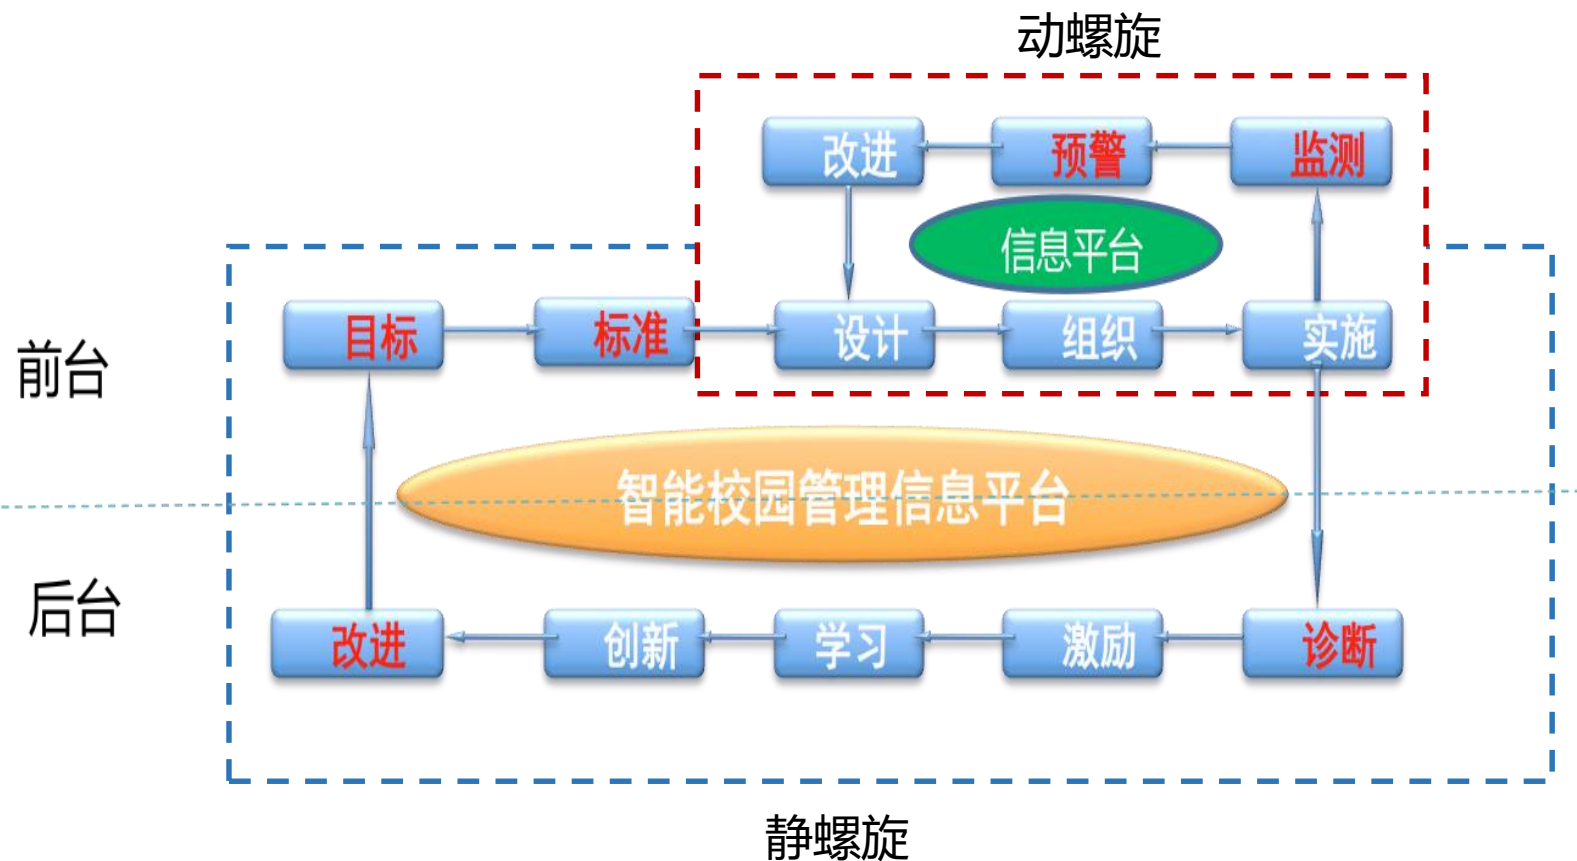 动螺旋
改进
预警
监测
信息平台
目标
标准
设计
组织
实施
前台
智能校园管理信息平台
后台
改进
创新
学习
激励
诊断
静螺旋